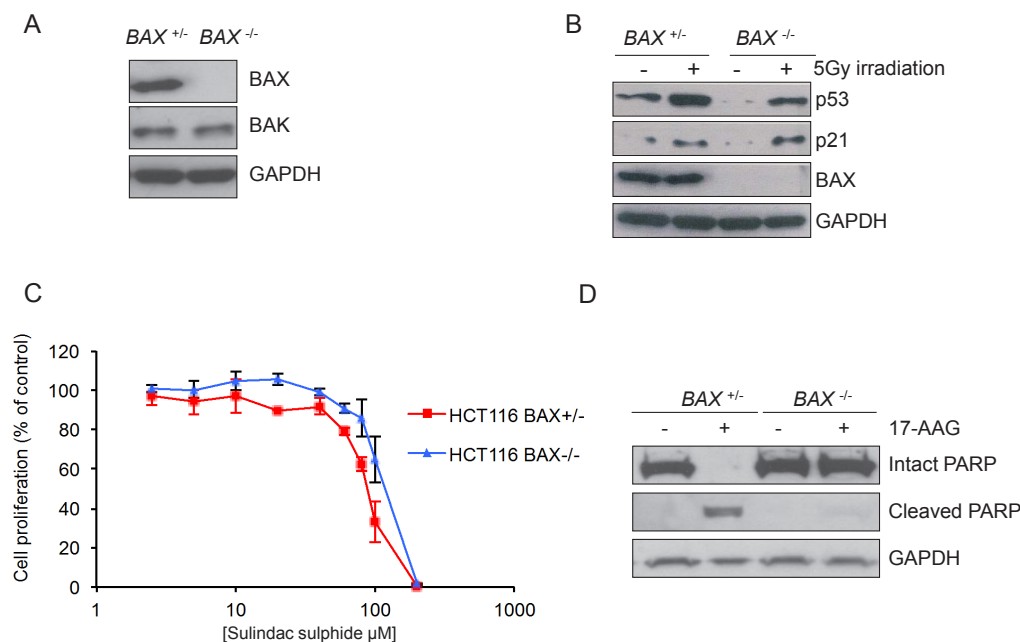 A
BAX +/- BAX -/-
BAX
BAK
GAPDH
B
BAX +/- BAX -/-
- + - + 5Gy irradiation
p53
p21
BAX
GAPDH
C
Cell proliferation (% of control)
120
100
80
60
40
20
0
1 10 100 1000
[Sulindac sulphide µM]
HCT116 BAX+/-
HCT116 BAX-/-
D
BAX +/- BAX -/-
- + - + 17-AAG
Intact PARP
Cleaved PARP
GAPDH